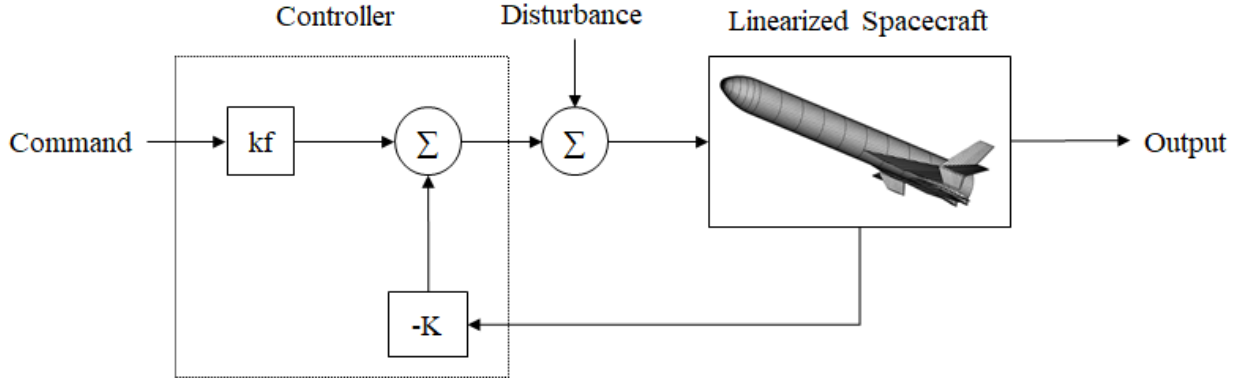 Controller
Disturbance
Linearized Spacecraft
Command
kf
Σ
Σ
Output
-K